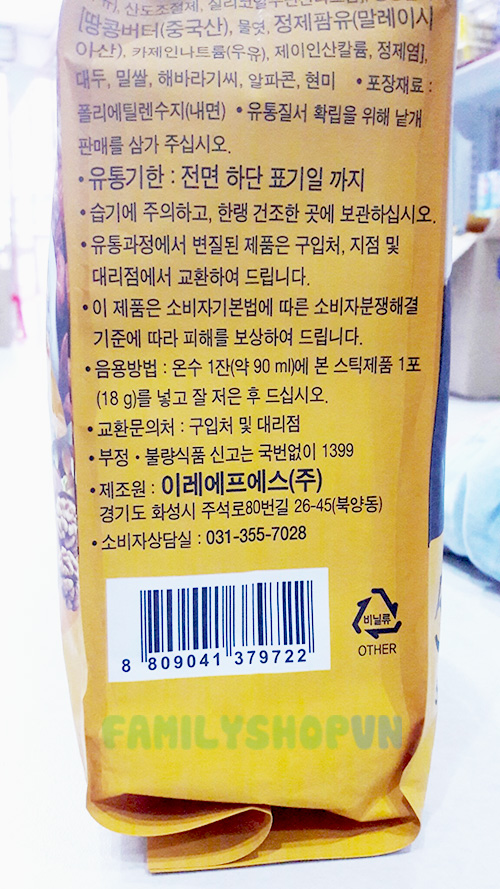 산도조절제,
[땅콩버터(중국산), 물엿, 정제팜유(말레이시
아산), 카제인나트륨(우유), 제이인산칼륨, 정제염],
대두, 밀쌀, 해바라기씨, 알파콘, 현미 • 포장재료 :
폴리에틸렌수지(내면) • 유통질서 확립을 위해 낱개
판매를 삼가 주십시오.
• 유통기한 : 전면 하단 표기일 까지
• 습기에 주의하고, 한랭 건조한 곳에 보관하십시오.
• 유통과정에서 변질된 제품은 구입처, 지점 및
대리점에서 교환하여 드립니다.
• 이 제품은 소비자기본법에 따른 소비자분쟁해결
기준에 따라 피해를 보상하여 드립니다.
• 음용방법 : 온수 1잔(약 90 ml)에 본 스틱제품 1포
(18 g)를 넣고 잘 저은 후 드십시오.
• 교환문의처 : 구입처 및 대리점
• 부정 • 불량식품 신고는 국번없이 1399
• 제조원 : 이레에프에스(주)
경기도 화성시 주석로80번길 26-45(북양동)
• 소비자상담실 : 031-355-7028
8 809041 379722
비닐류
OTHER
FAMILYSHOPVN